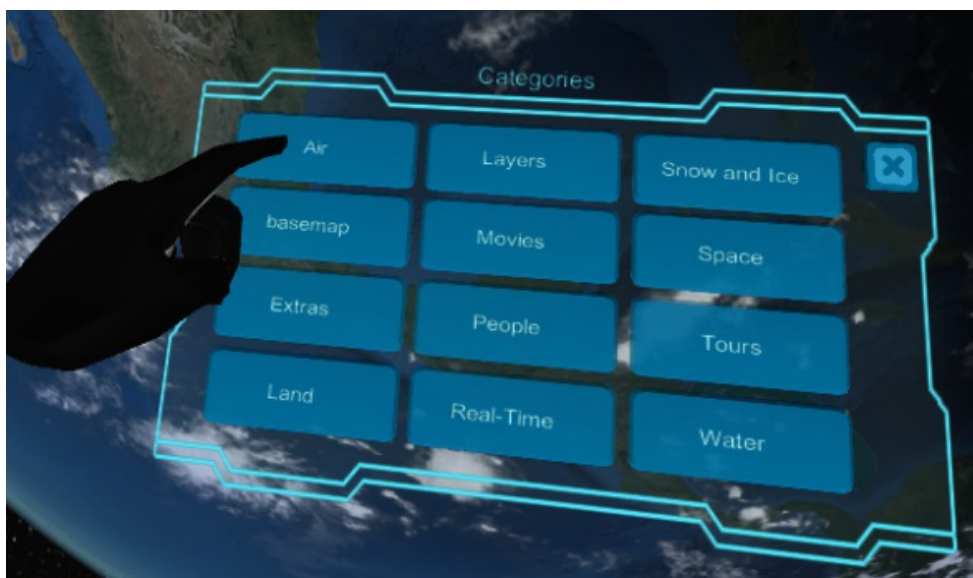 Categories
Air
Layers
Snow and Ice
basemap
Movies
Space
Extras
People
Tours
Land
Real-Time
Water